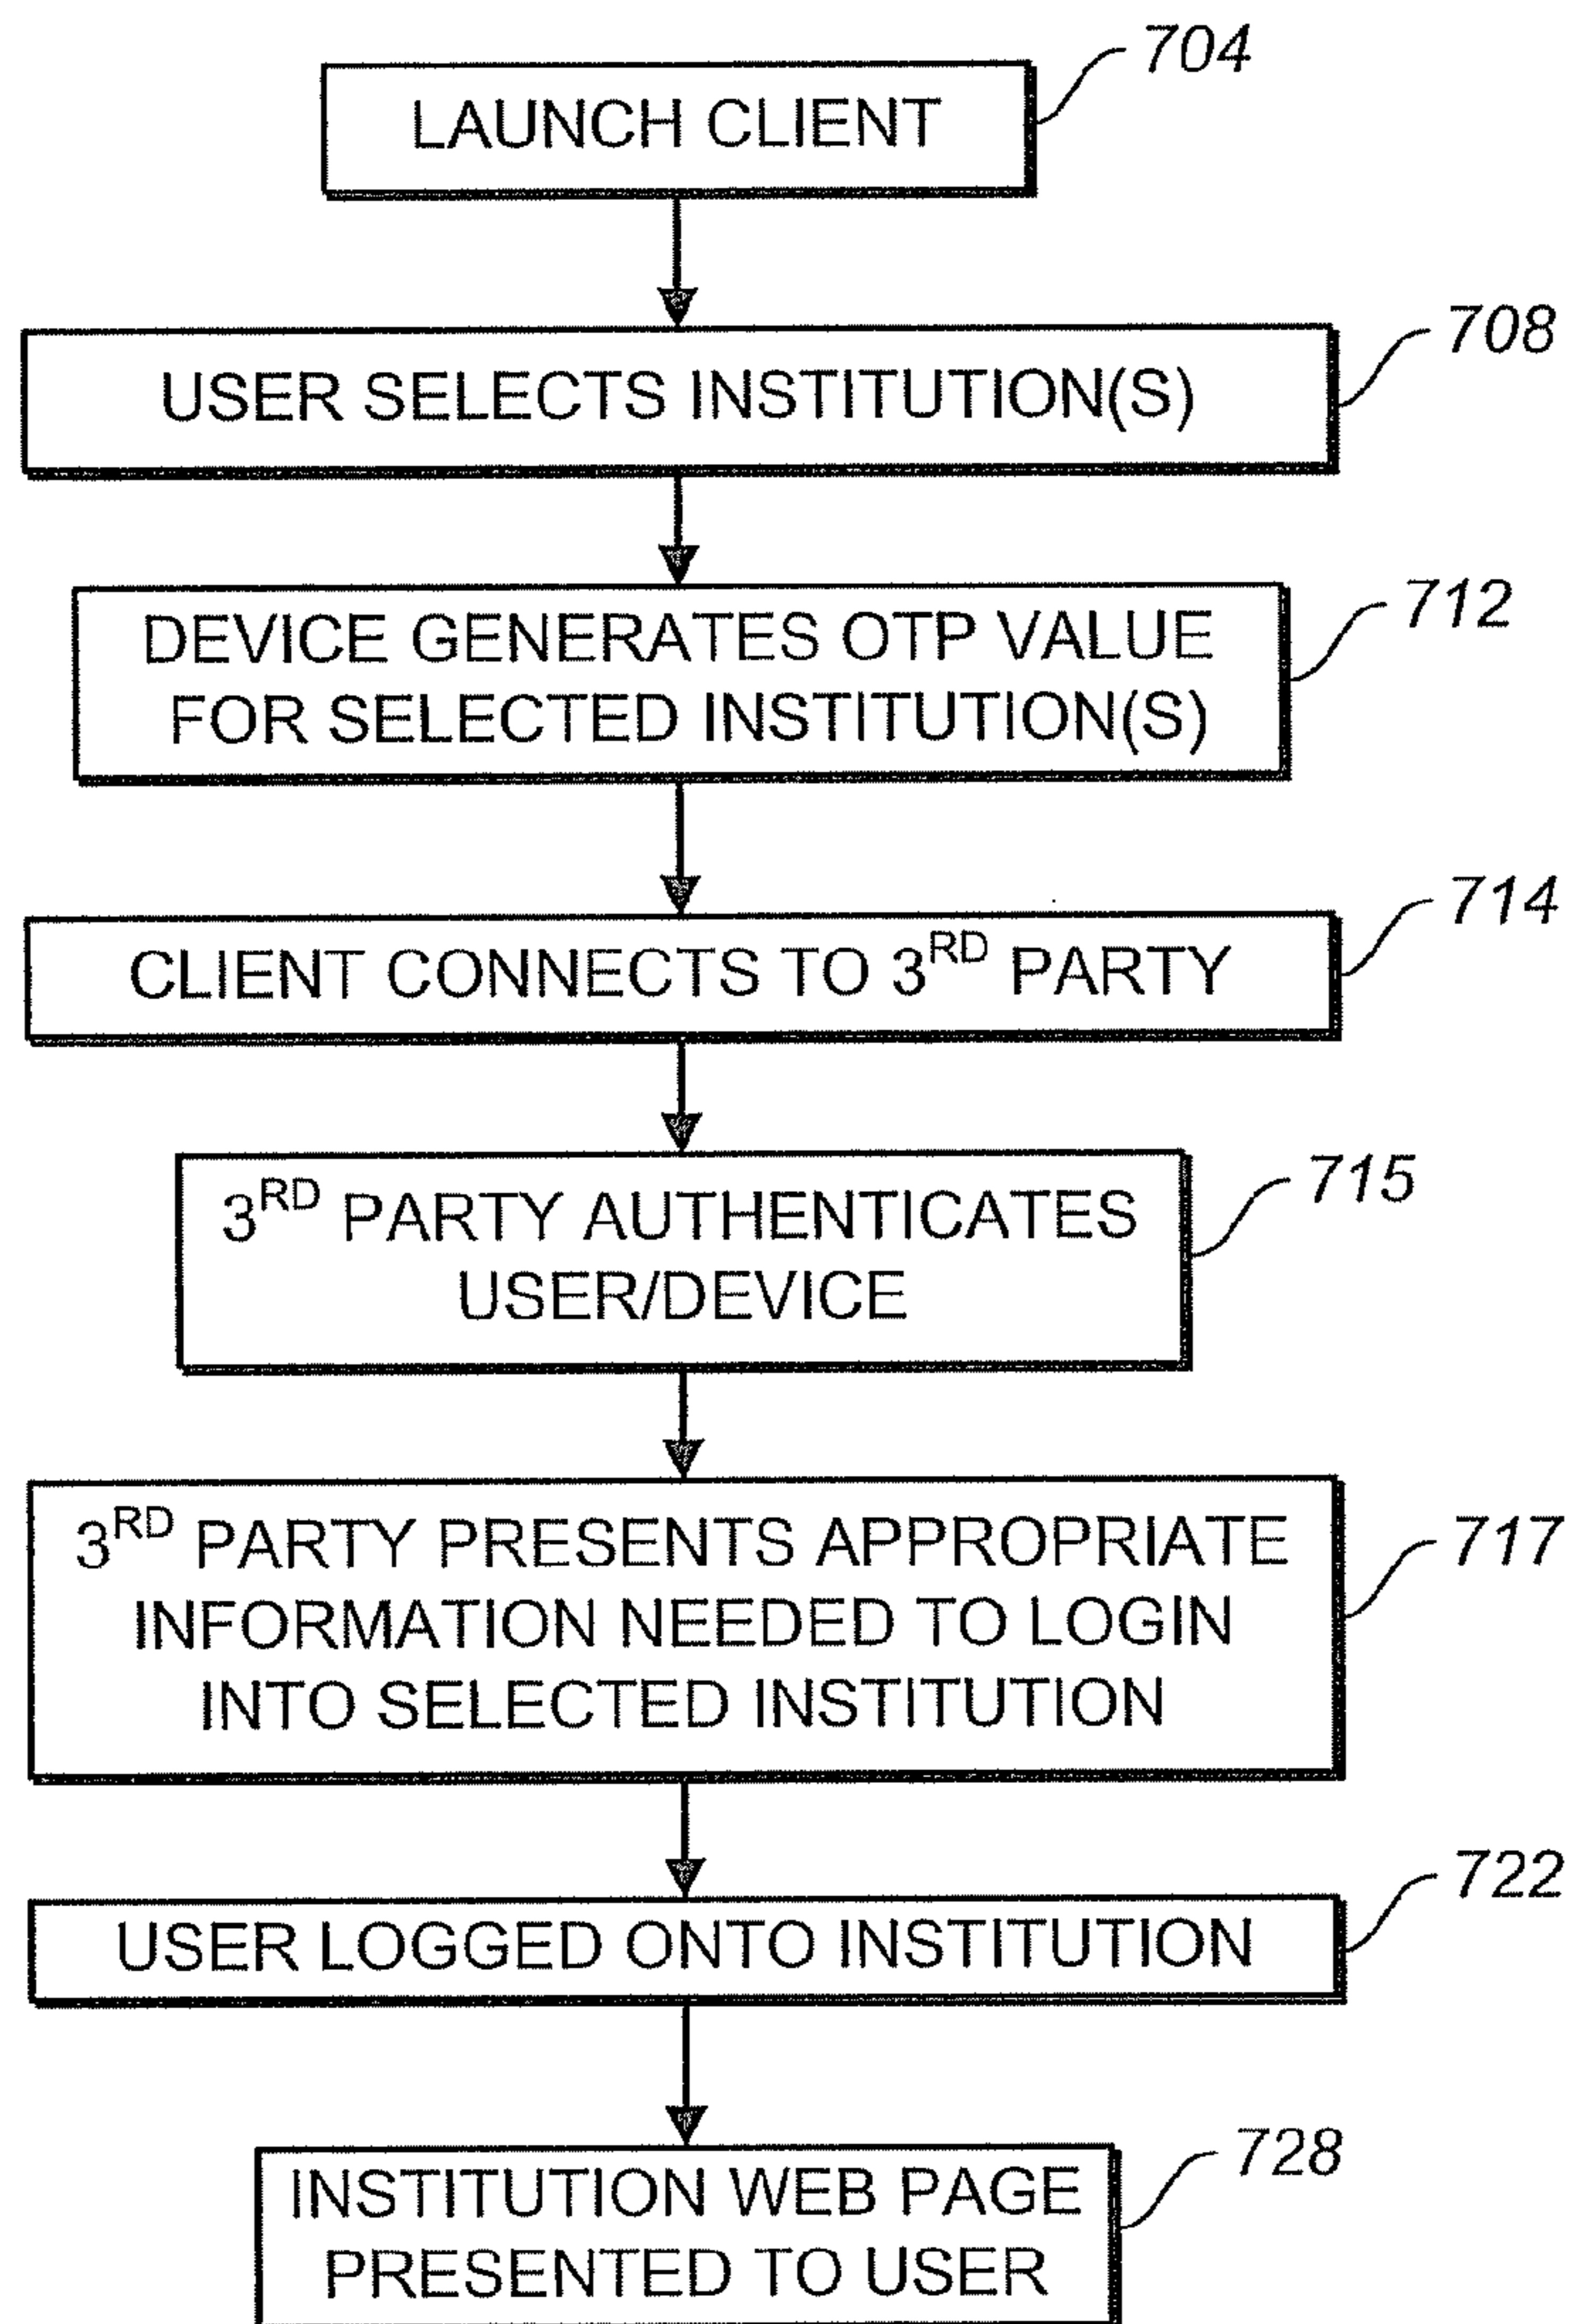 704
LAUNCH CLIENT
708
USER SELECTS INSTITUTION(S)
712
DEVICE GENERATES OTP VALUE
FOR SELECTED INSTITUTION(S)
714
CLIENT CONNECTS TO 3RD PARTY
715
3RD PARTY AUTHENTICATES
USER/DEVICE
717
3RD PARTY PRESENTS APPROPRIATE
INFORMATION NEEDED TO LOGIN
INTO SELECTED INSTITUTION
722
USER LOGGED ONTO INSTITUTION
728
INSTITUTION WEB PAGE
PRESENTED TO USER